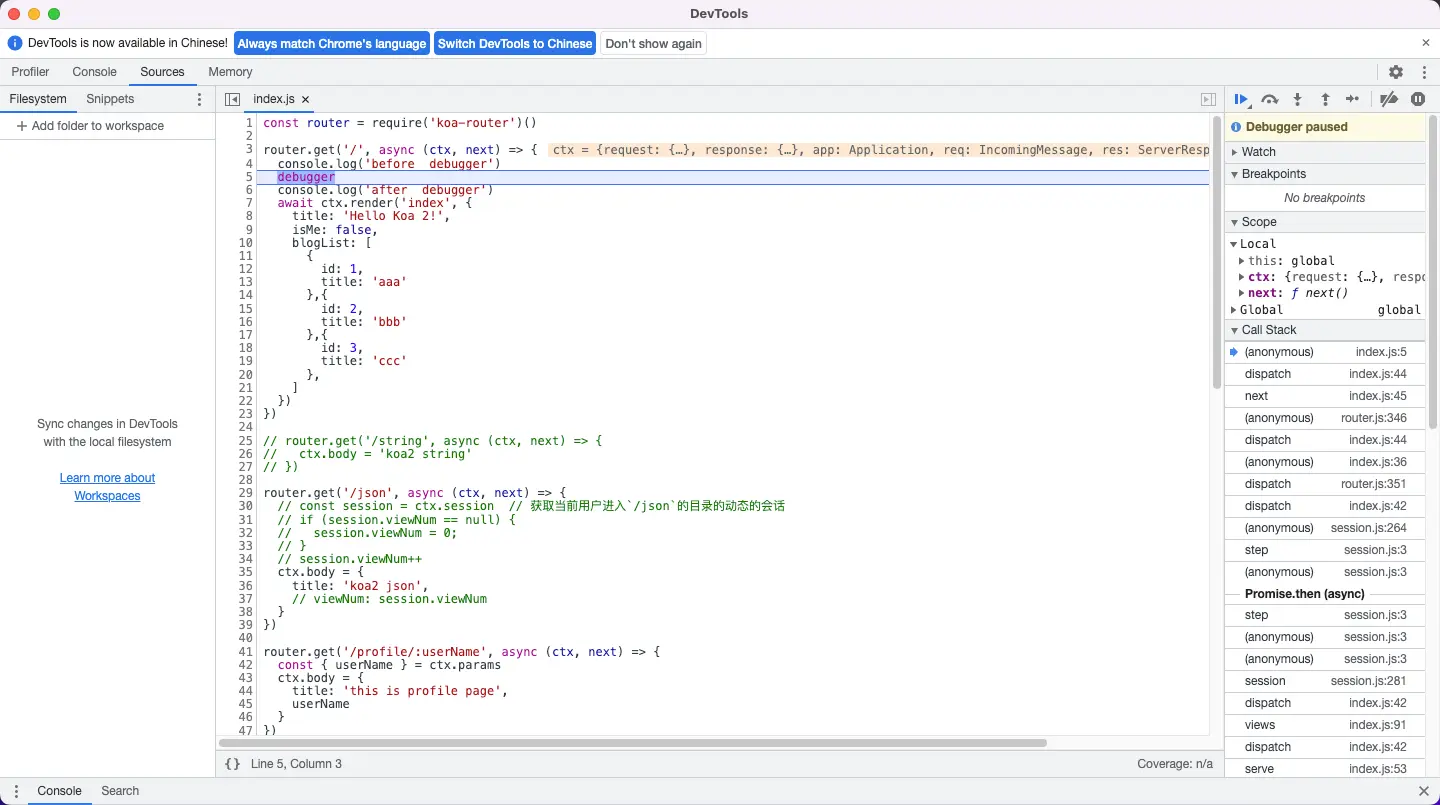 DevTools
DevTools is now available in Chinese! Always match Chrome's language Switch DevTools to Chinese Don't show again
Profiler Console Sources Memory
Filesystem Snippets
+ Add folder to workspace
Sync changes in DevTools
with the local filesystem
Learn more about
Workspaces
index.js ×
1 const router = require('koa-router')()
2
3 router.get('/', async (ctx, next) => { ctx = {request: {…}, response: {…}, app: Application, req: IncomingMessage, res: ServerResp
4   console.log('before  debugger')
5   debugger
6   console.log('after  debugger')
7   await ctx.render('index', {
8     title: 'Hello Koa 2!',
9     isMe: false,
10     blogList: [
11       {
12         id: 1,
13         title: 'aaa'
14       },{
15         id: 2,
16         title: 'bbb'
17       },{
18         id: 3,
19         title: 'ccc'
20       },
21     ]
22   })
23 })
24
25 // router.get('/string', async (ctx, next) => {
26 //   ctx.body = 'koa2 string'
27 // })
28
29 router.get('/json', async (ctx, next) => {
30   // const session = ctx.session  // 获取当前用户进入`/json`的目录的动态的会话
31   // if (session.viewNum == null) {
32   //   session.viewNum = 0;
33   // }
34   // session.viewNum++
35   ctx.body = {
36     title: 'koa2 json',
37     // viewNum: session.viewNum
38   }
39 })
40
41 router.get('/profile/:userName', async (ctx, next) => {
42   const { userName } = ctx.params
43   ctx.body = {
44     title: 'this is profile page',
45     userName
46   }
47 })
{} Line 5, Column 3
Coverage: n/a
Debugger paused
Watch
Breakpoints
No breakpoints
Scope
Local
this: global
ctx: {request: {…}, respo
next: ƒ next()
Global global
Call Stack
(anonymous) index.js:5
dispatch index.js:44
next index.js:45
(anonymous) router.js:346
dispatch index.js:44
(anonymous) index.js:36
dispatch router.js:351
dispatch index.js:42
(anonymous) session.js:264
step session.js:3
(anonymous) session.js:3
Promise.then (async)
step session.js:3
(anonymous) session.js:3
(anonymous) session.js:3
session session.js:281
dispatch index.js:42
views index.js:91
dispatch index.js:42
serve index.js:53
Console Search